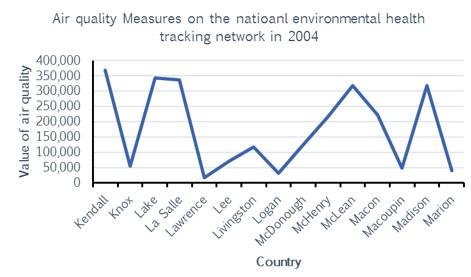 Air quality Measures on the natioanl environmental health
tracking network in 2004
Value of air quality
400,000
350,000
300,000
250,000
200,000
150,000
100,000
50,000
0
Kendall
Knox
Lake
La Salle
Lawrence
Lee
Livingston
Logan
McDonough
McHenry
McLean
Macon
Macoupin
Madison
Marion
Country